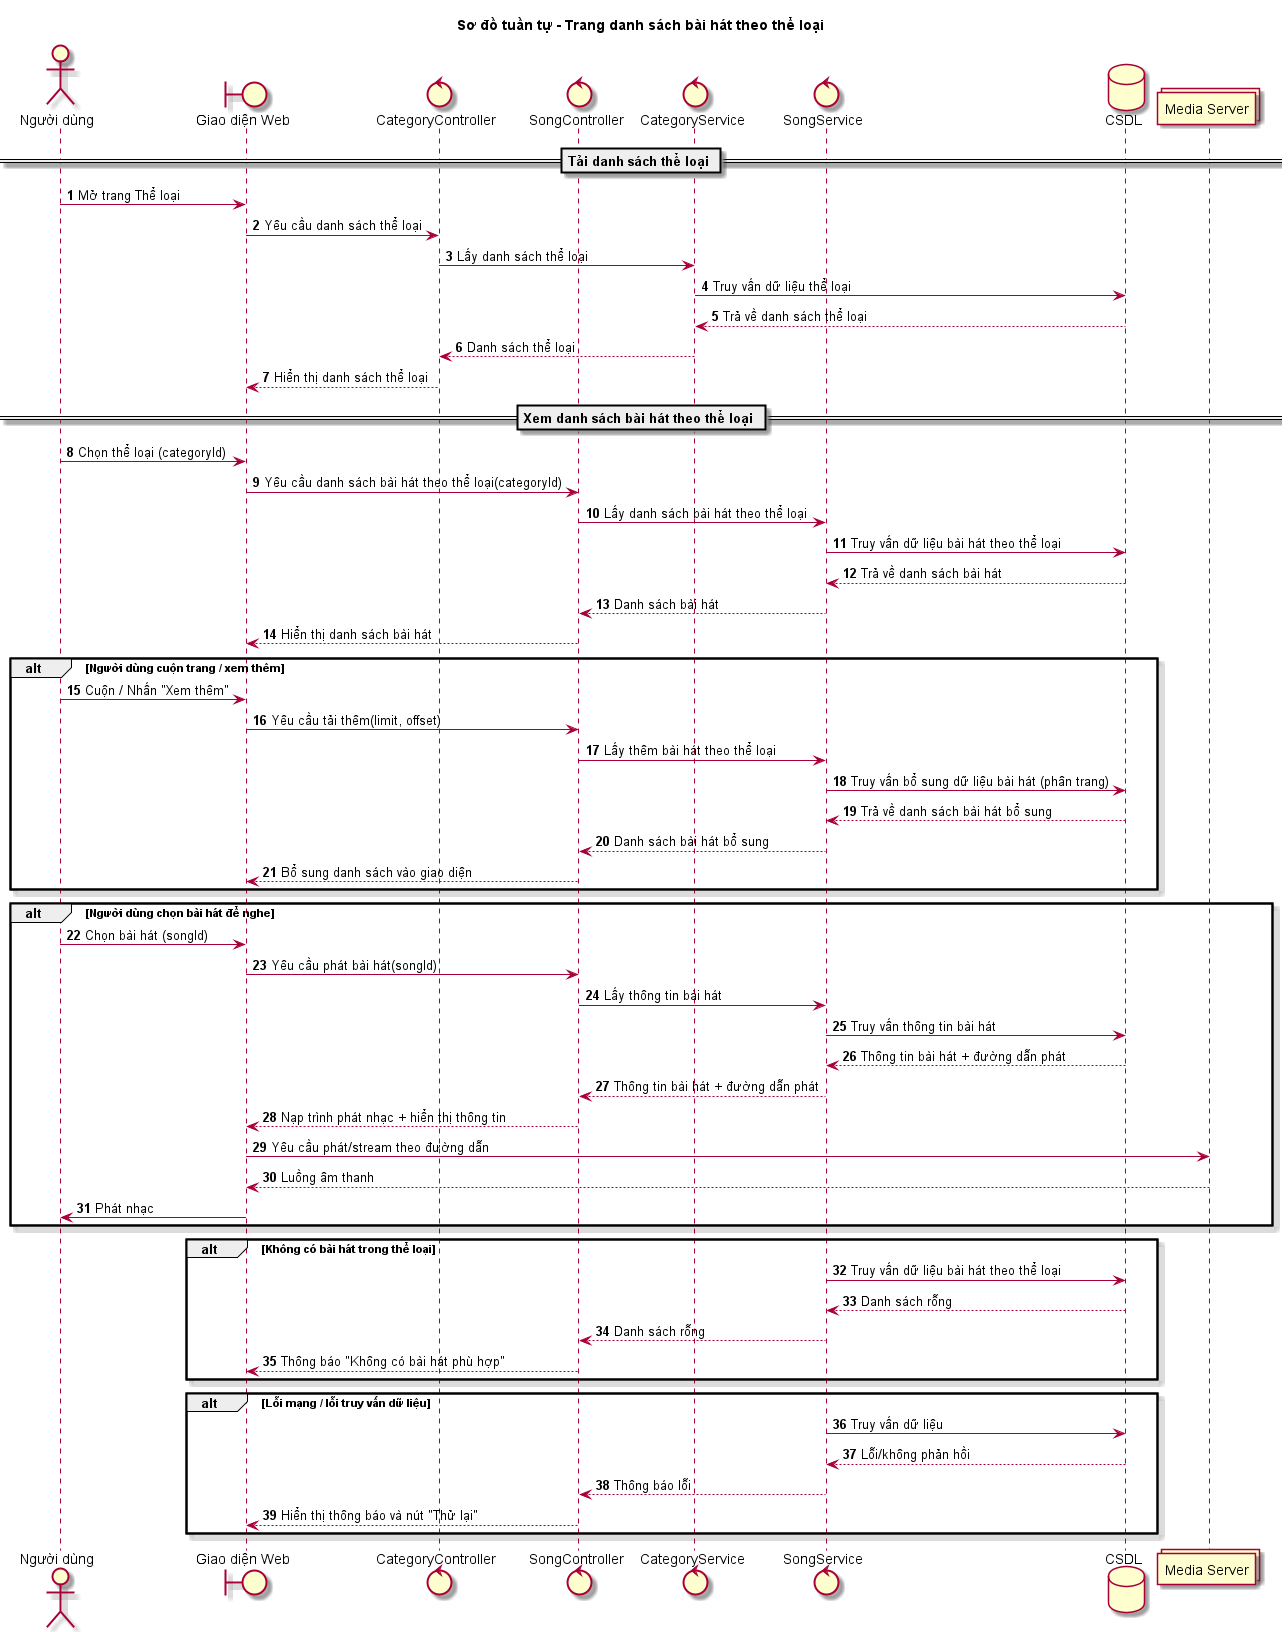 Sơ đồ tuần tự - Trang danh sách bài hát theo thể loại
Người dùng
Giao diện Web
CategoryController
SongController
CategoryService
SongService
CSDL
Media Server
Tải danh sách thể loại
1 Mở trang Thể loại
2 Yêu cầu danh sách thể loại
3 Lấy danh sách thể loại
4 Truy vấn dữ liệu thể loại
5 Trả về danh sách thể loại
6 Danh sách thể loại
7 Hiển thị danh sách thể loại
Xem danh sách bài hát theo thể loại
8 Chọn thể loại (categoryId)
9 Yêu cầu danh sách bài hát theo thể loại(categoryId)
10 Lấy danh sách bài hát theo thể loại
11 Truy vấn dữ liệu bài hát theo thể loại
12 Trả về danh sách bài hát
13 Danh sách bài hát
14 Hiển thị danh sách bài hát
alt [Người dùng cuộn trang / xem thêm]
15 Cuộn / Nhấn "Xem thêm"
16 Yêu cầu tải thêm(limit, offset)
17 Lấy thêm bài hát theo thể loại
18 Truy vấn bổ sung dữ liệu bài hát (phân trang)
19 Trả về danh sách bài hát bổ sung
20 Danh sách bài hát bổ sung
21 Bổ sung danh sách vào giao diện
alt [Người dùng chọn bài hát để nghe]
22 Chọn bài hát (songId)
23 Yêu cầu phát bài hát(songId)
24 Lấy thông tin bài hát
25 Truy vấn thông tin bài hát
26 Thông tin bài hát + đường dẫn phát
27 Thông tin bài hát + đường dẫn phát
28 Nạp trình phát nhạc + hiển thị thông tin
29 Yêu cầu phát/stream theo đường dẫn
30 Luồng âm thanh
31 Phát nhạc
alt [Không có bài hát trong thể loại]
32 Truy vấn dữ liệu bài hát theo thể loại
33 Danh sách rỗng
34 Danh sách rỗng
35 Thông báo "Không có bài hát phù hợp"
alt [Lỗi mạng / lỗi truy vấn dữ liệu]
36 Truy vấn dữ liệu
37 Lỗi/không phản hồi
38 Thông báo lỗi
39 Hiển thị thông báo và nút "Thử lại"
Người dùng
Giao diện Web
CategoryController
SongController
CategoryService
SongService
CSDL
Media Server